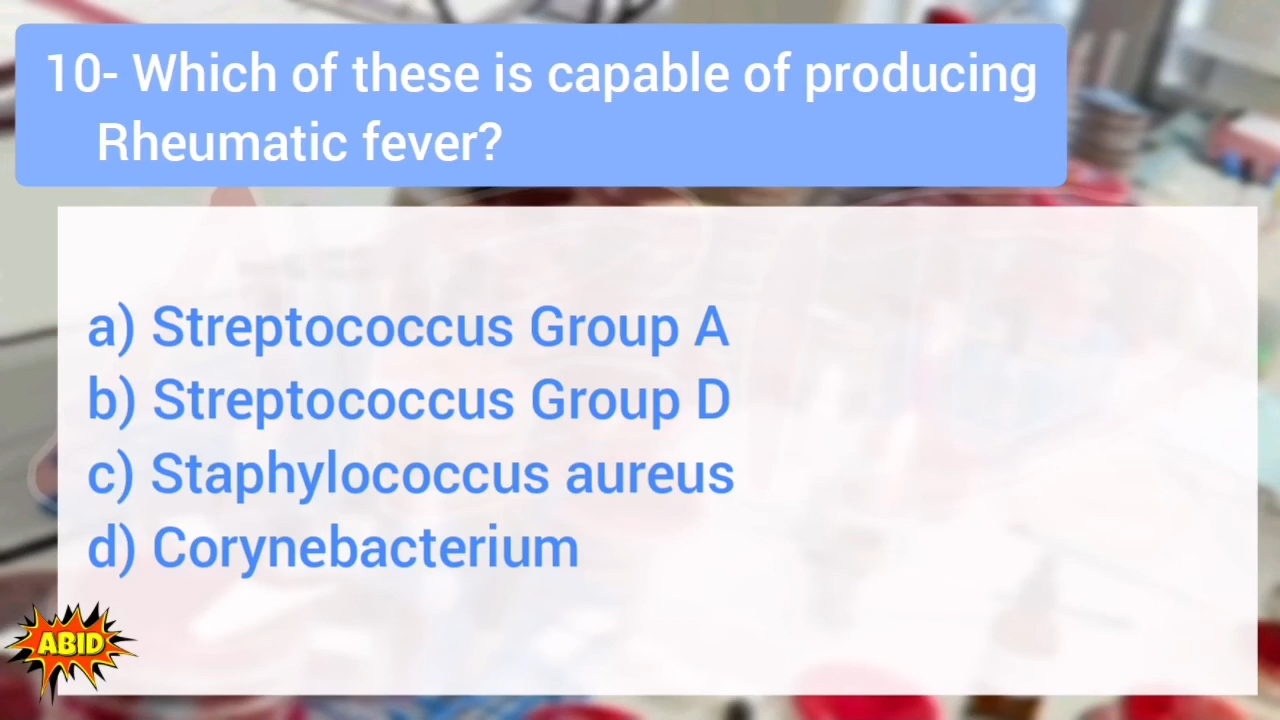 10- Which of these is capable of producing
Rheumatic fever?
a) Streptococcus Group A
b) Streptococcus Group D
c) Staphylococcus aureus
d) Corynebacterium
ABID